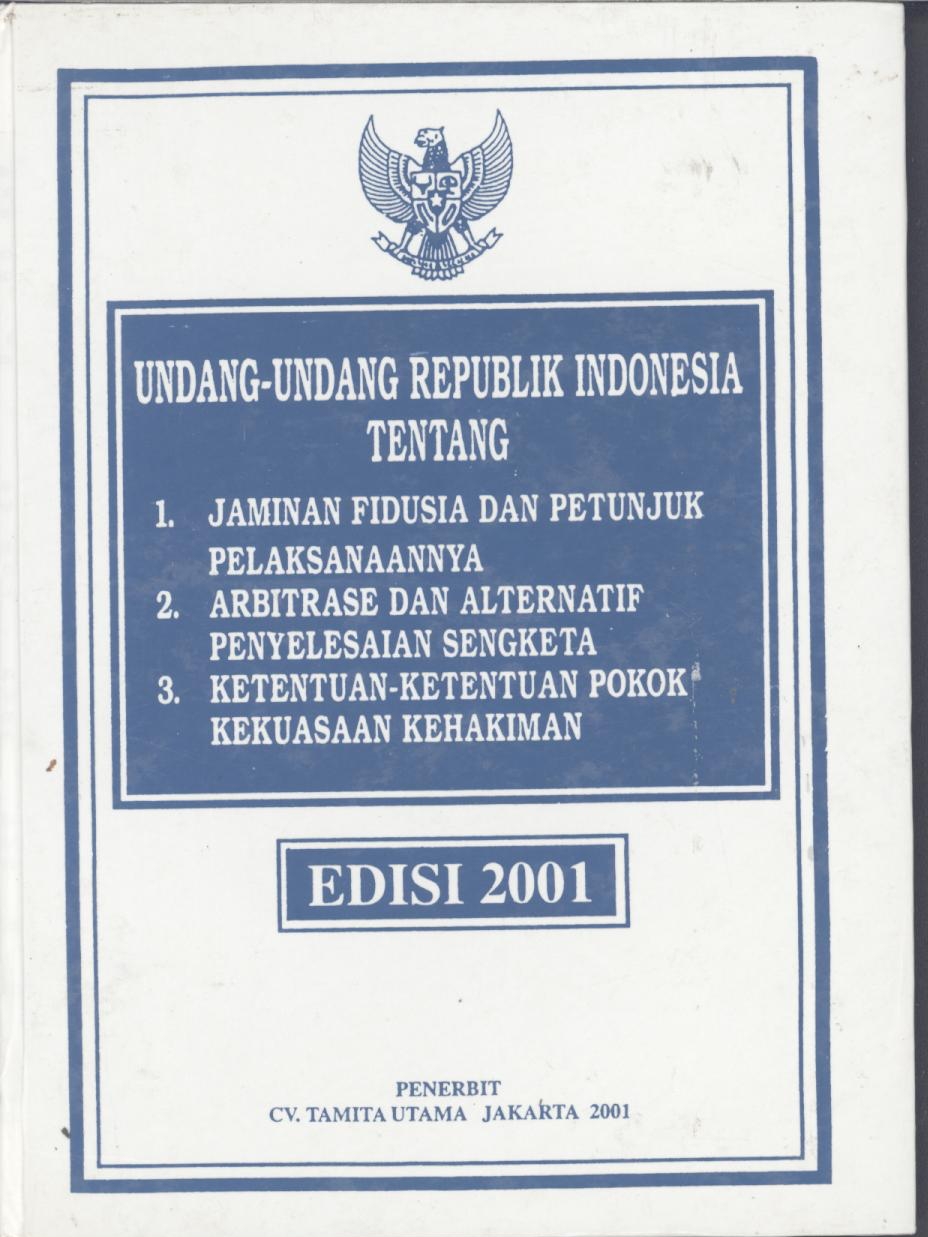 UNDANG-UNDANG REPUBLIK INDONESIA
TENTANG
1. JAMINAN FIDUSIA DAN PETUNJUK
PELAKSANAANNYA
2. ARBITRASE DAN ALTERNATIF
PENYELESAIAN SENGKETA
3. KETENTUAN-KETENTUAN POKOK
KEKUASAAN KEHAKIMAN
EDISI 2001
PENERBIT
CV. TAMITA UTAMA JAKARTA 2001